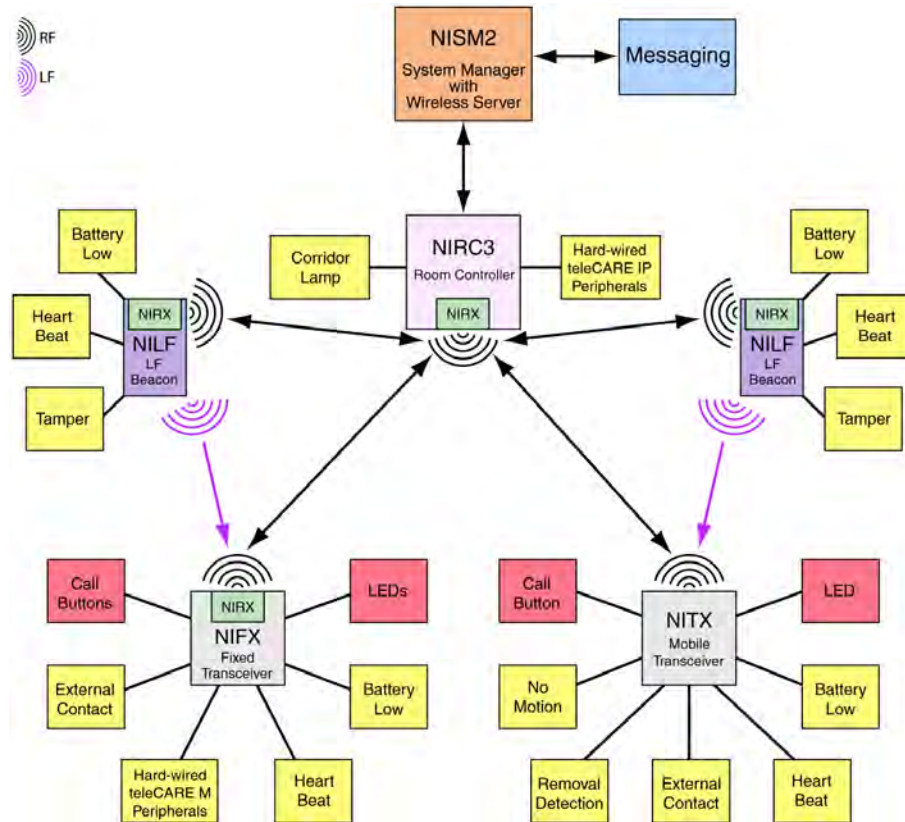 RF
LF
NISM2
System Manager
with
Wireless Server
Messaging
Battery
Low
Corridor
Lamp
NIRC3
Room Controller
NIRX
Hard-wired
teleCARE IP
Peripherals
Battery
Low
Heart
Beat
NIRX
NILF
LF
Beacon
Tamper
NIRX
NILF
LF
Beacon
Heart
Beat
Tamper
Call
Buttons
NIRX
NIFX
Fixed
Transceiver
LEDs
External
Contact
Battery
Low
Hard-wired
teleCARE M
Peripherals
Heart
Beat
Call
Button
NITX
Mobile
Transceiver
LED
No
Motion
Battery
Low
Removal
Detection
External
Contact
Heart
Beat